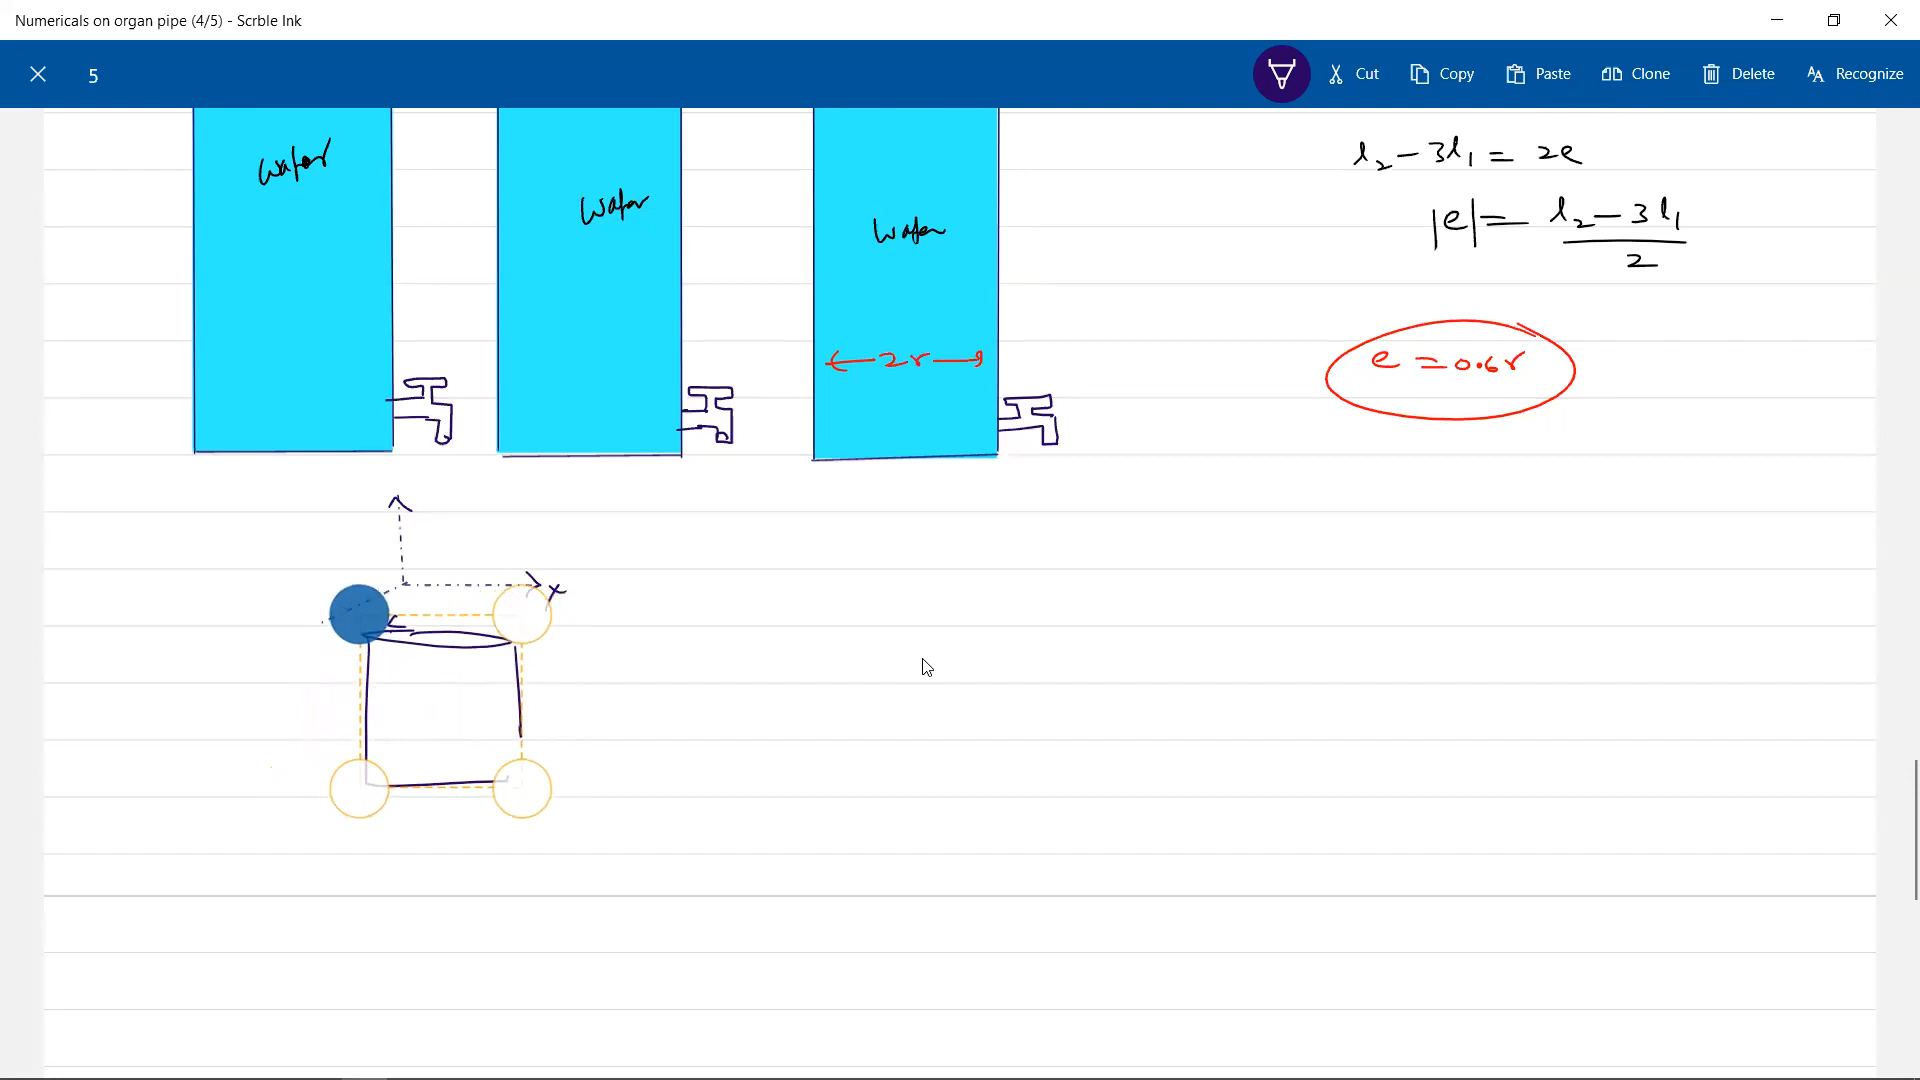 Numericals on organ pipe (4/5) - Scrble Ink
5
Cut Copy Paste Clone Delete Recognize
Water
Water
Water
l₂ - 3l₁ = 2e
|e| = (l₂ - 3l₁)/2
2r
e = 0.6r
x